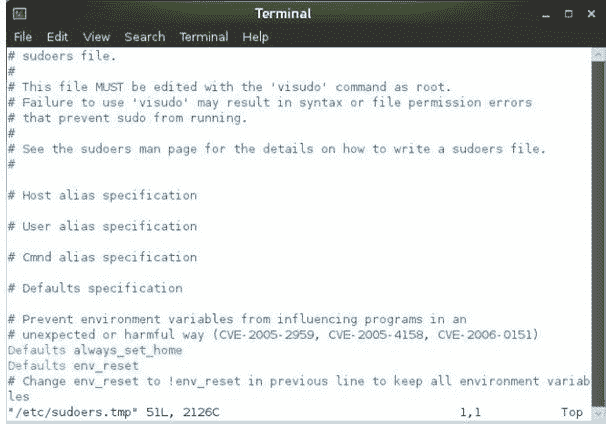 Terminal
File Edit View Search Terminal Help
# sudoers file.
#
# This file MUST be edited with the 'visudo' command as root.
# Failure to use 'visudo' may result in syntax or file permission errors
# that prevent sudo from running.
#
# See the sudoers man page for the details on how to write a sudoers file.
#
# Host alias specification
# User alias specification
# Cmnd alias specification
# Defaults specification
# Prevent environment variables from influencing programs in an
# unexpected or harmful way (CVE-2005-2959, CVE-2005-4158, CVE-2006-0151)
Defaults always_set_home
Defaults env_reset
# Change env_reset to !env_reset in previous line to keep all environment variab
les
"/etc/sudoers.tmp" 51L, 2126C 1,1 Top